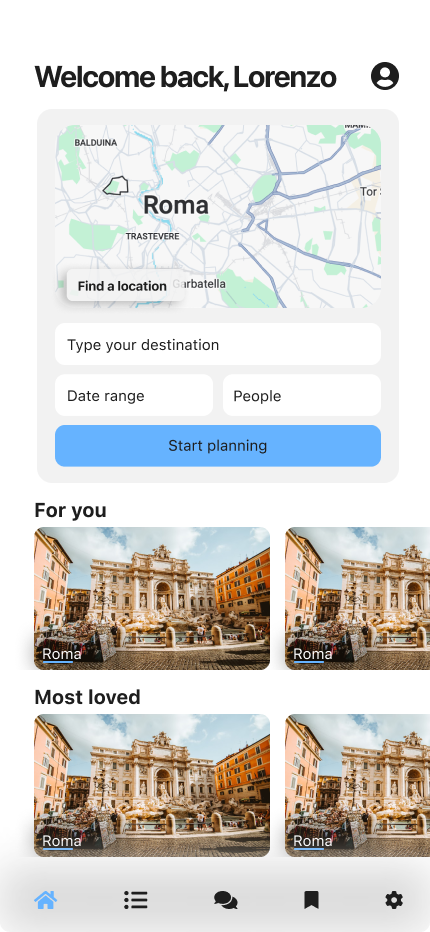 Welcome back, Lorenzo
BALDUINA
Roma
TRASTEVERE
Garbatella
Find a location
Type your destination
Date range
People
Start planning
For you
Roma
Roma
Most loved
Roma
Roma